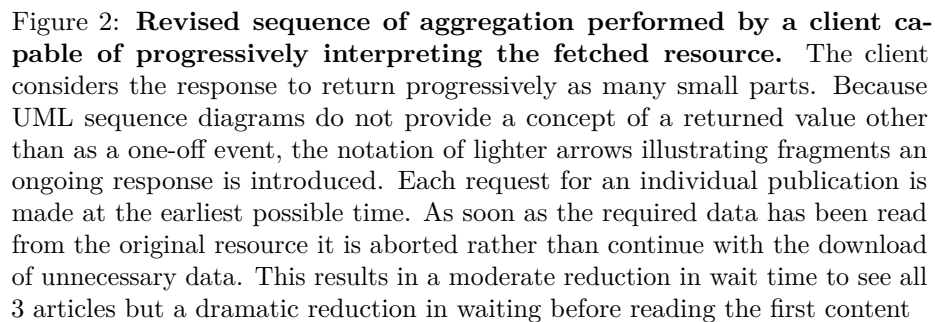 Figure 2: Revised sequence of aggregation performed by a client ca-
pable of progressively interpreting the fetched resource. The client
considers the response to return progressively as many small parts. Because
UML sequence diagrams do not provide a concept of a returned value other
than as a one-off event, the notation of lighter arrows illustrating fragments an
ongoing response is introduced. Each request for an individual publication is
made at the earliest possible time. As soon as the required data has been read
from the original resource it is aborted rather than continue with the download
of unnecessary data. This results in a moderate reduction in wait time to see all
3 articles but a dramatic reduction in waiting before reading the first content